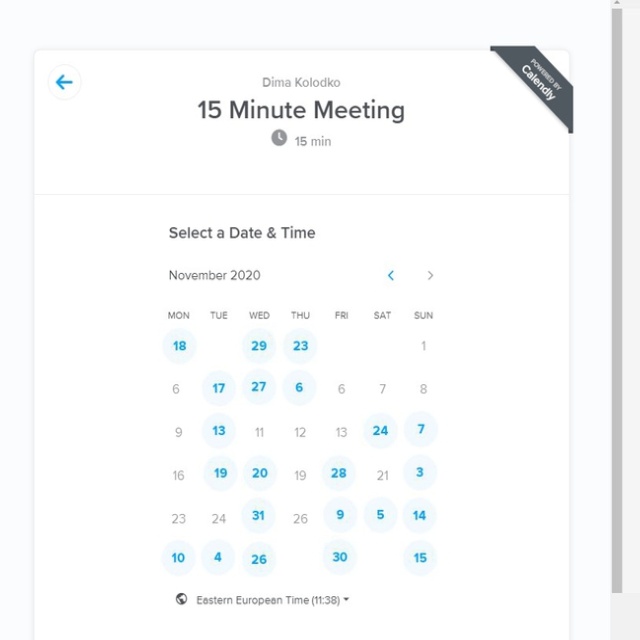 POWERED BY
Calendly
Dima Kolodko
15 Minute Meeting
15 min
Select a Date & Time
November 2020
MON TUE WED THU FRI SAT SUN
18 29 23 1
6 17 27 6 6 7 8
9 13 11 12 13 24 7
16 19 20 19 28 21 3
23 24 31 26 9 5 14
10 4 26 30 15
Eastern European Time (11:38)